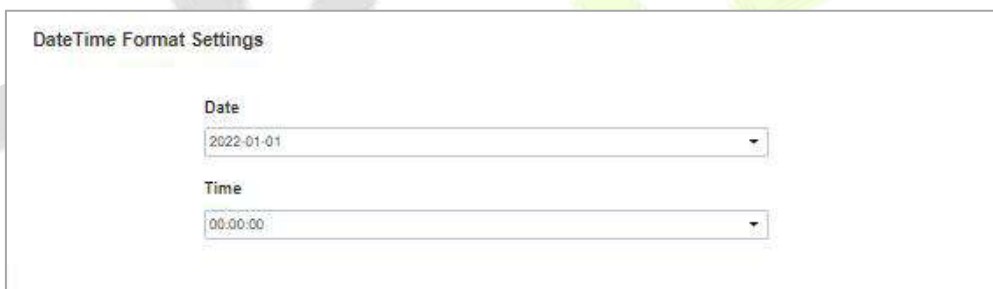 DateTime Format Settings
Date
2022-01-01
Time
00:00:00